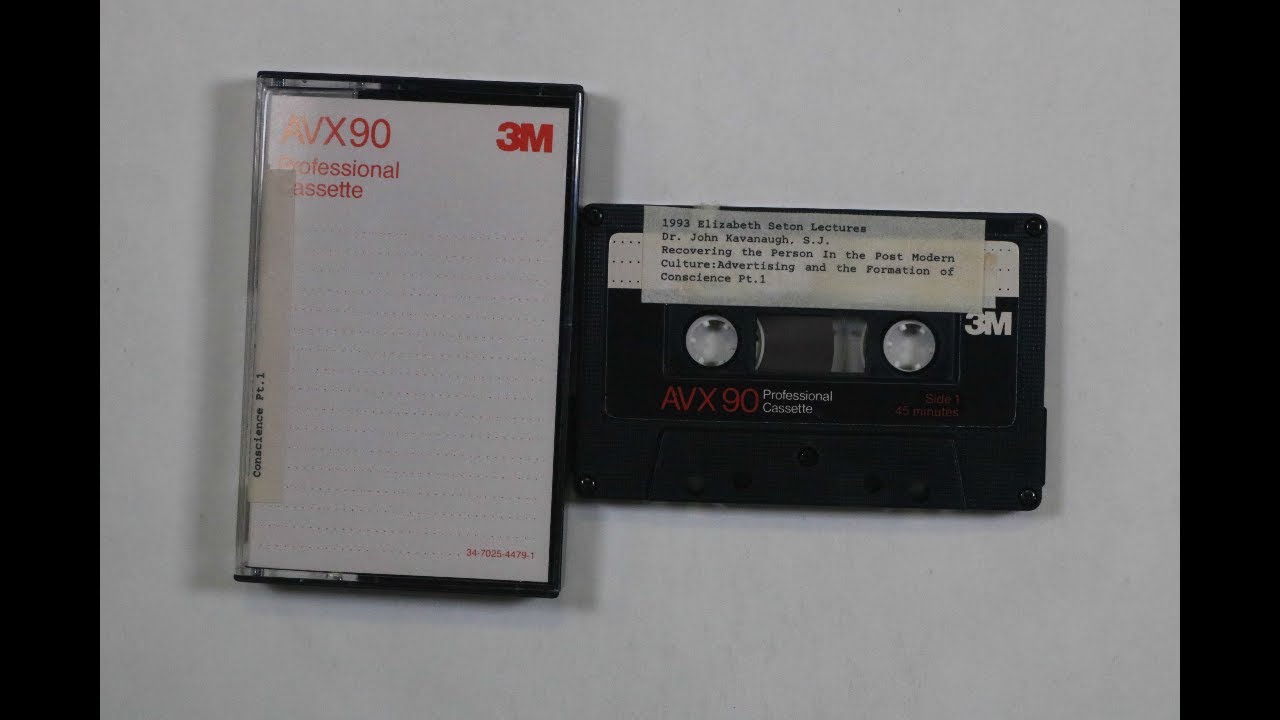 AVX90
3M
Professional
Cassette
Conscience Pt.1
34-7025-4479-1
1993 Elizabeth Seton Lectures
Dr. John Kavanaugh, S.J.
Recovering the Person In the Post Modern
Culture:Advertising and the Formation of
Conscience Pt.1
3M
AVX 90 Professional
Cassette
Side 1
45 minutes